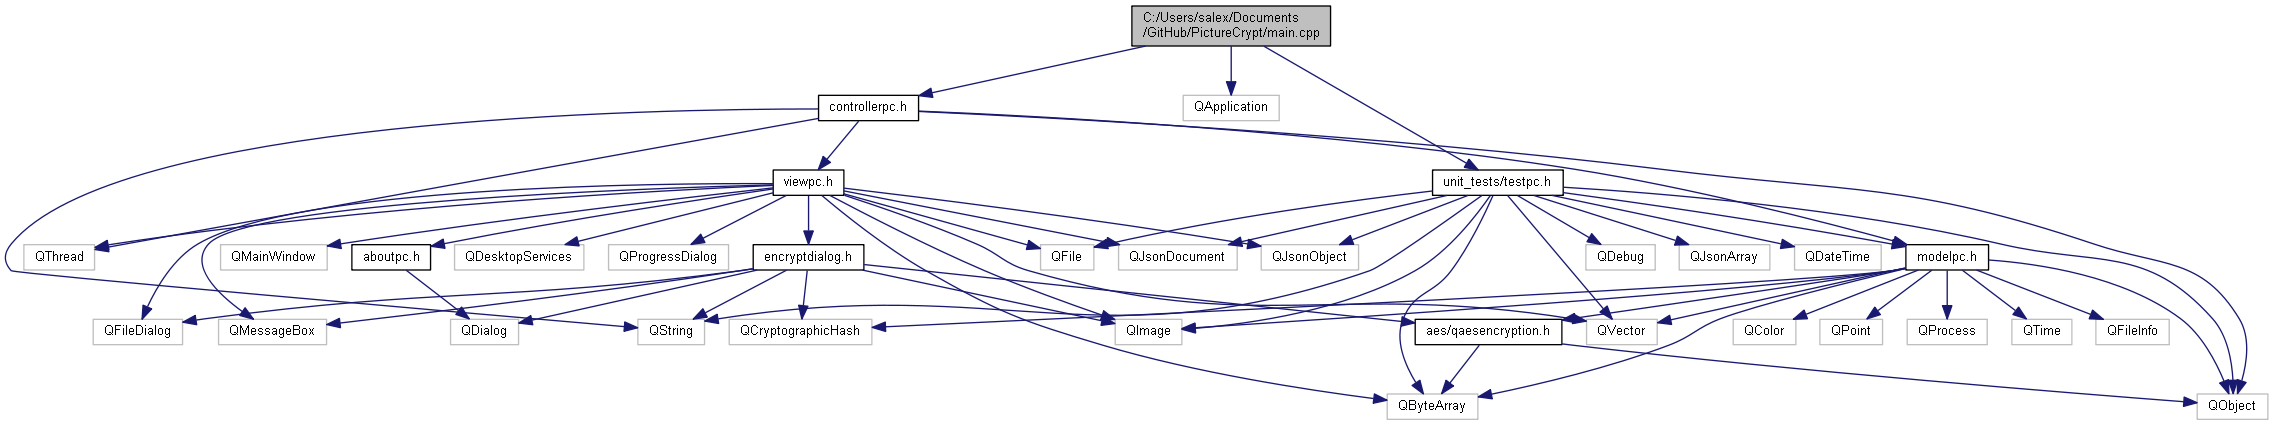 C:/Users/salex/Documents
/GitHub/PictureCrypt/main.cpp
controllerpc.h
QApplication
viewpc.h
unit_tests/testpc.h
QThread
QMainWindow
aboutpc.h
QDesktopServices
QProgressDialog
encryptdialog.h
QFile
QJsonDocument
QJsonObject
QDebug
QJsonArray
QDateTime
modelpc.h
QFileDialog
QMessageBox
QDialog
QString
QCryptographicHash
QImage
aes/qaesencryption.h
QVector
QColor
QPoint
QProcess
QTime
QFileInfo
QByteArray
QObject